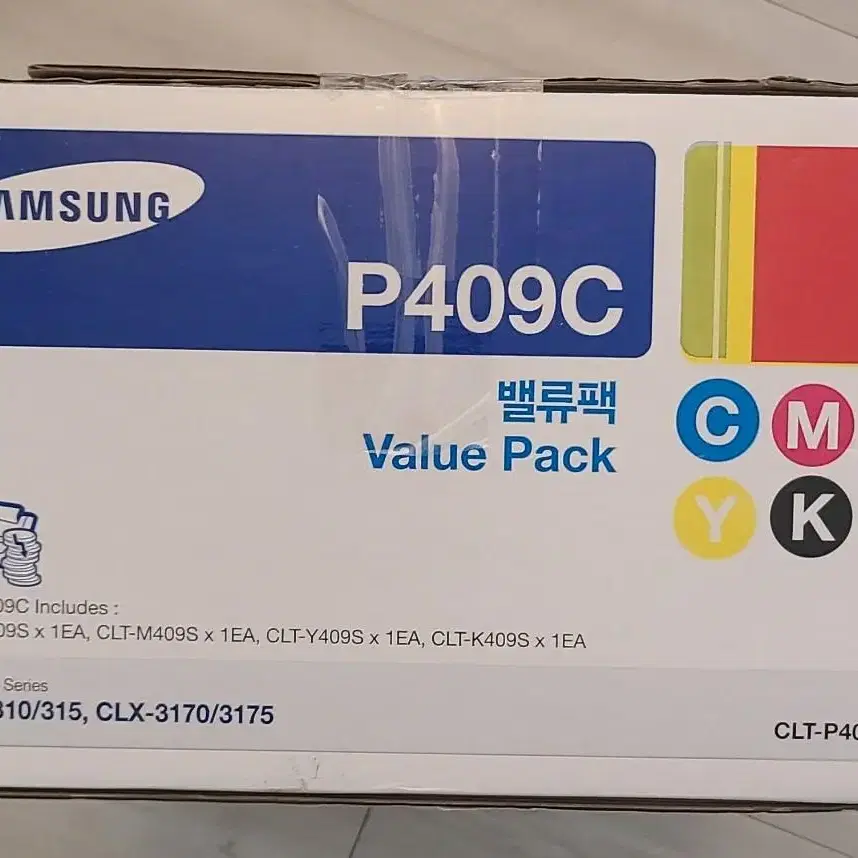 AMSUNG
P409C
밸류팩
Value Pack
C M
Y K
09C Includes :
09S x 1EA, CLT-M409S x 1EA, CLT-Y409S x 1EA, CLT-K409S x 1EA
Series
310/315, CLX-3170/3175
CLT-P40